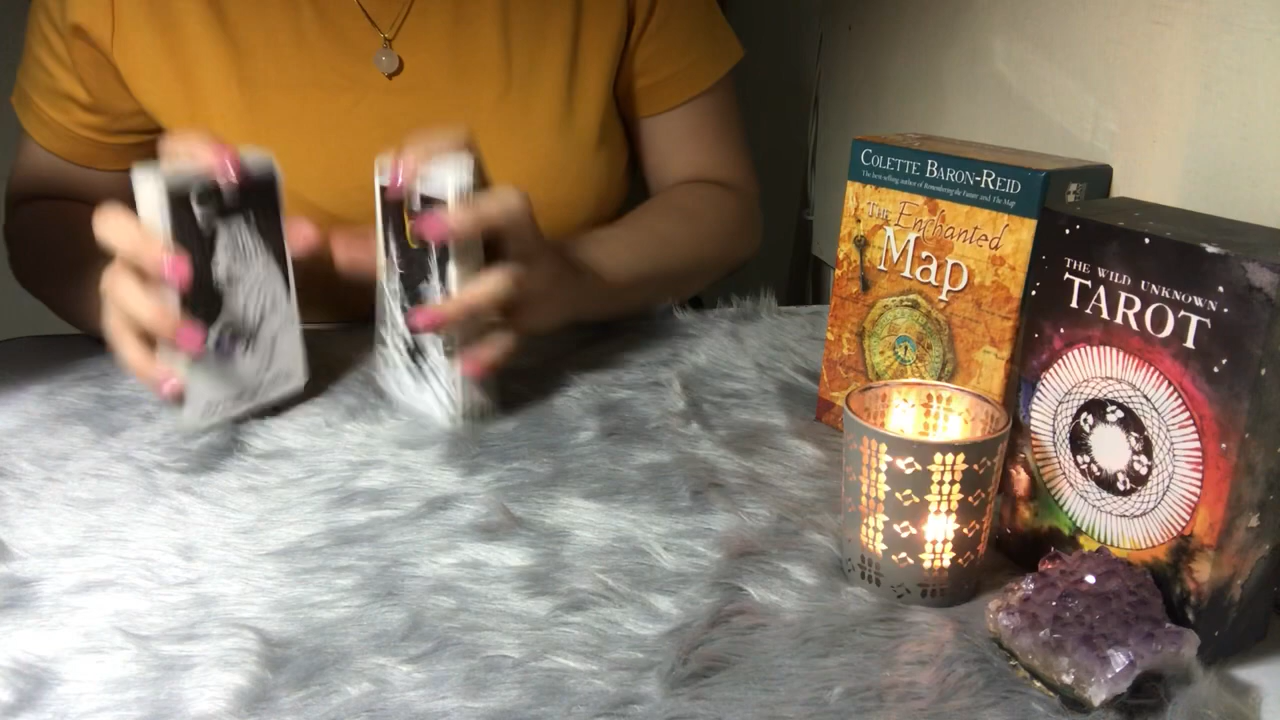 COLETTE BARON-REID
The best-selling author of Remembering the Future and The Map
THE Enchanted
Map
THE WILD UNKNOWN
TAROT